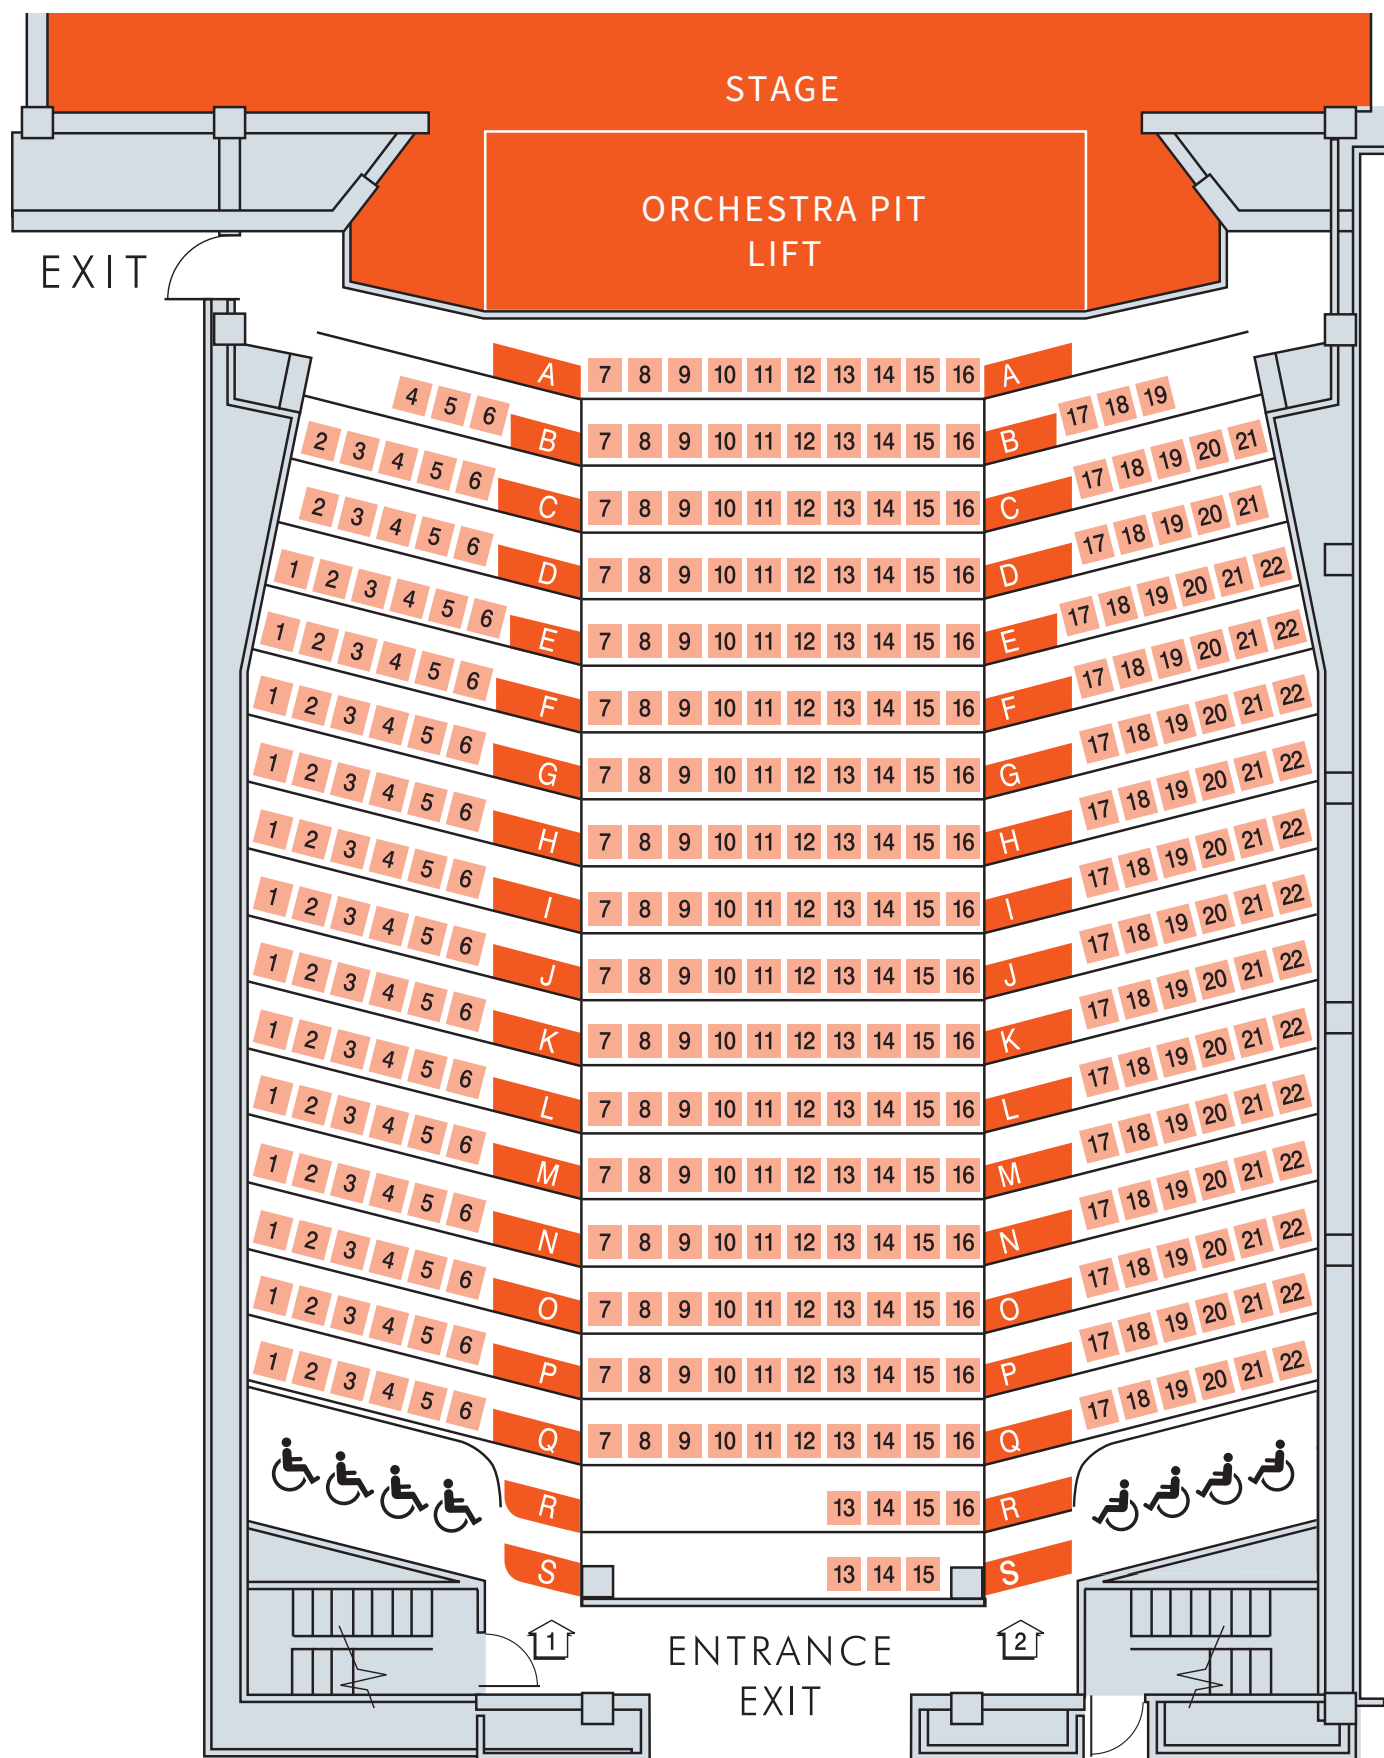 STAGE
ORCHESTRA PIT
LIFT
EXIT
A 7 8 9 10 11 12 13 14 15 16 A
4 5 6 B 7 8 9 10 11 12 13 14 15 16 B 17 18 19
2 3 4 5 6 C 7 8 9 10 11 12 13 14 15 16 C 17 18 19 20 21
2 3 4 5 6 D 7 8 9 10 11 12 13 14 15 16 D 17 18 19 20 21
1 2 3 4 5 6 E 7 8 9 10 11 12 13 14 15 16 E 17 18 19 20 21 22
1 2 3 4 5 6 F 7 8 9 10 11 12 13 14 15 16 F 17 18 19 20 21 22
1 2 3 4 5 6 G 7 8 9 10 11 12 13 14 15 16 G 17 18 19 20 21 22
1 2 3 4 5 6 H 7 8 9 10 11 12 13 14 15 16 H 17 18 19 20 21 22
1 2 3 4 5 6 I 7 8 9 10 11 12 13 14 15 16 I 17 18 19 20 21 22
1 2 3 4 5 6 J 7 8 9 10 11 12 13 14 15 16 J 17 18 19 20 21 22
1 2 3 4 5 6 K 7 8 9 10 11 12 13 14 15 16 K 17 18 19 20 21 22
1 2 3 4 5 6 L 7 8 9 10 11 12 13 14 15 16 L 17 18 19 20 21 22
1 2 3 4 5 6 M 7 8 9 10 11 12 13 14 15 16 M 17 18 19 20 21 22
1 2 3 4 5 6 N 7 8 9 10 11 12 13 14 15 16 N 17 18 19 20 21 22
1 2 3 4 5 6 O 7 8 9 10 11 12 13 14 15 16 O 17 18 19 20 21 22
1 2 3 4 5 6 P 7 8 9 10 11 12 13 14 15 16 P 17 18 19 20 21 22
1 2 3 4 5 6 Q 7 8 9 10 11 12 13 14 15 16 Q 17 18 19 20 21 22
R 13 14 15 16 R
S 13 14 15 S
1
2
ENTRANCE
EXIT